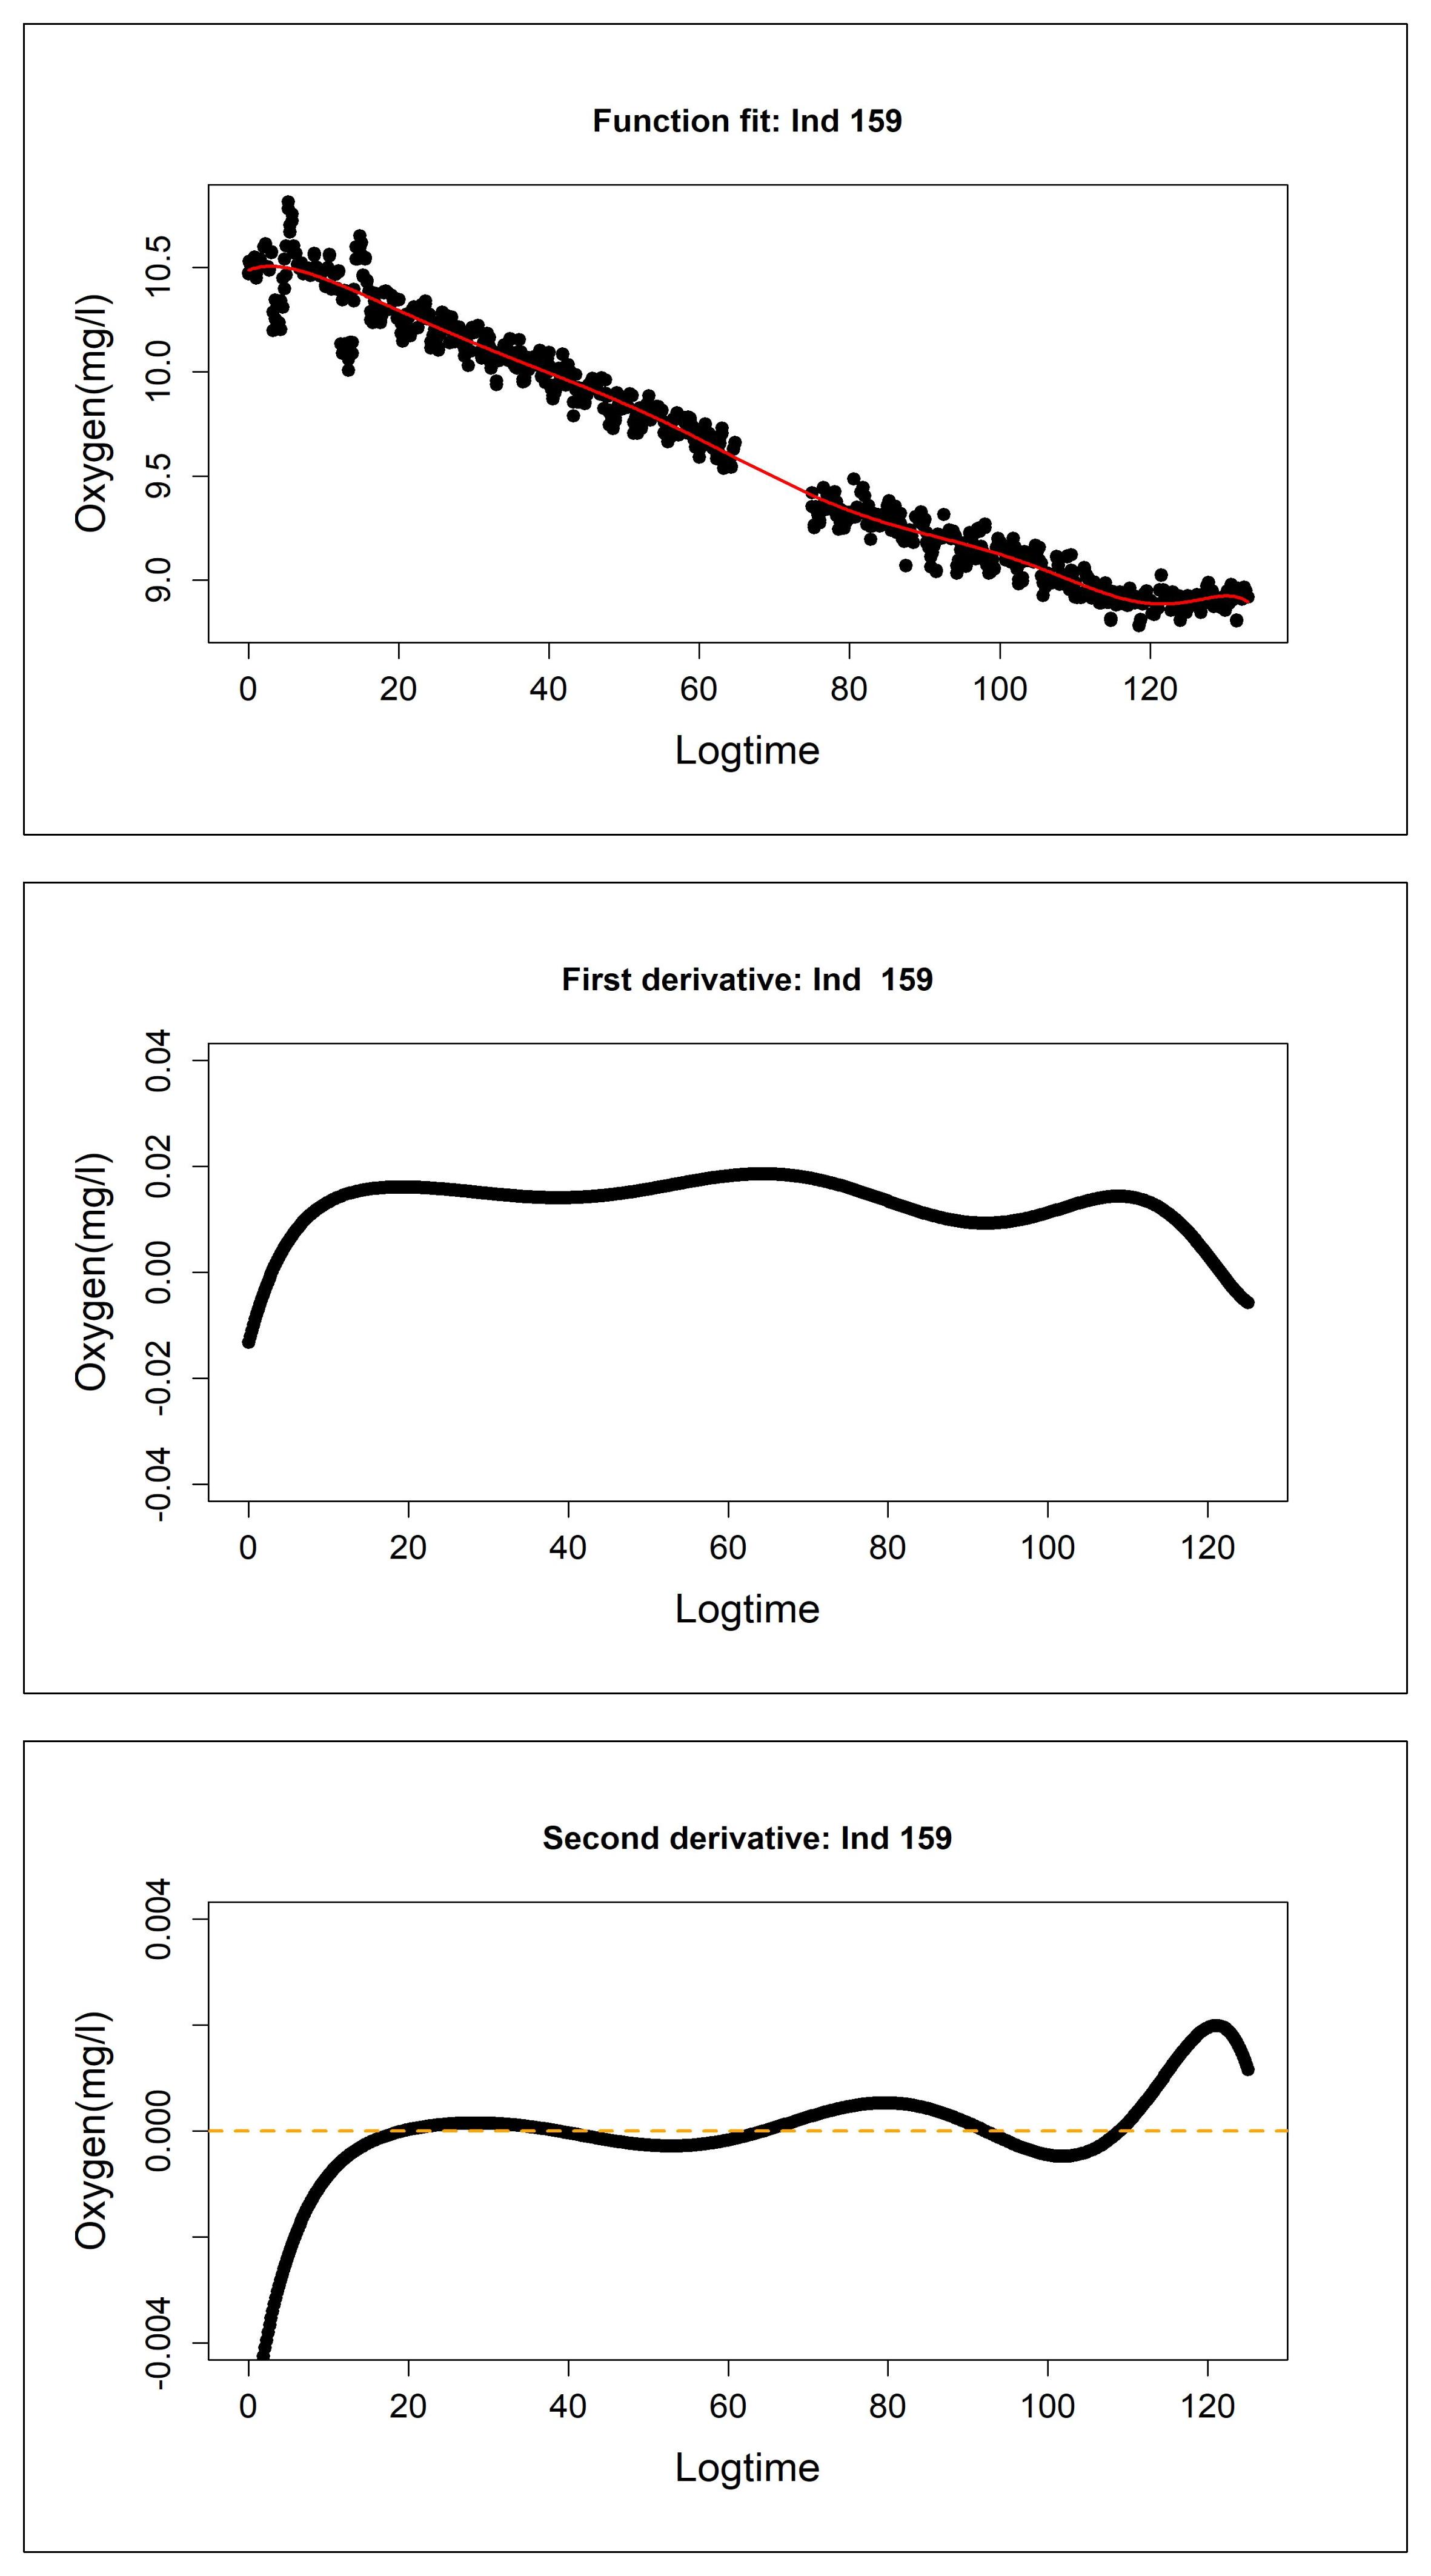 Function fit: Ind 159
Oxygen(mg/l)
10.5
10.0
9.5
9.0
0 20 40 60 80 100 120
Logtime
First derivative: Ind  159
Oxygen(mg/l)
0.04
0.02
0.00
-0.02
-0.04
0 20 40 60 80 100 120
Logtime
Second derivative: Ind 159
Oxygen(mg/l)
0.004
0.000
-0.004
0 20 40 60 80 100 120
Logtime